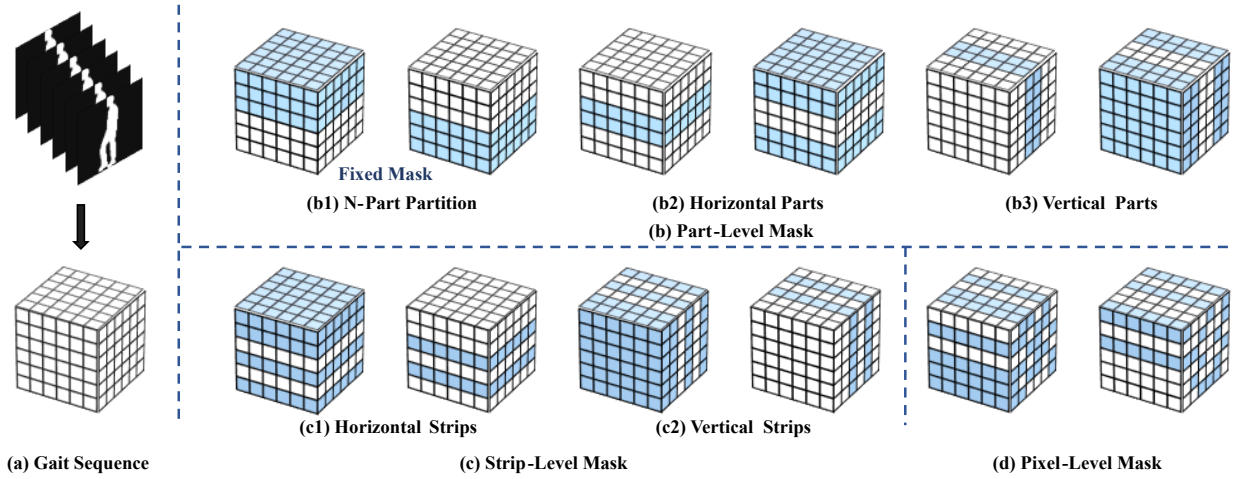 Fixed Mask
(b1) N-Part Partition
(b2) Horizontal Parts
(b3) Vertical Parts
(b) Part-Level Mask
(c1) Horizontal Strips
(c2) Vertical Strips
(a) Gait Sequence
(c) Strip-Level Mask
(d) Pixel-Level Mask